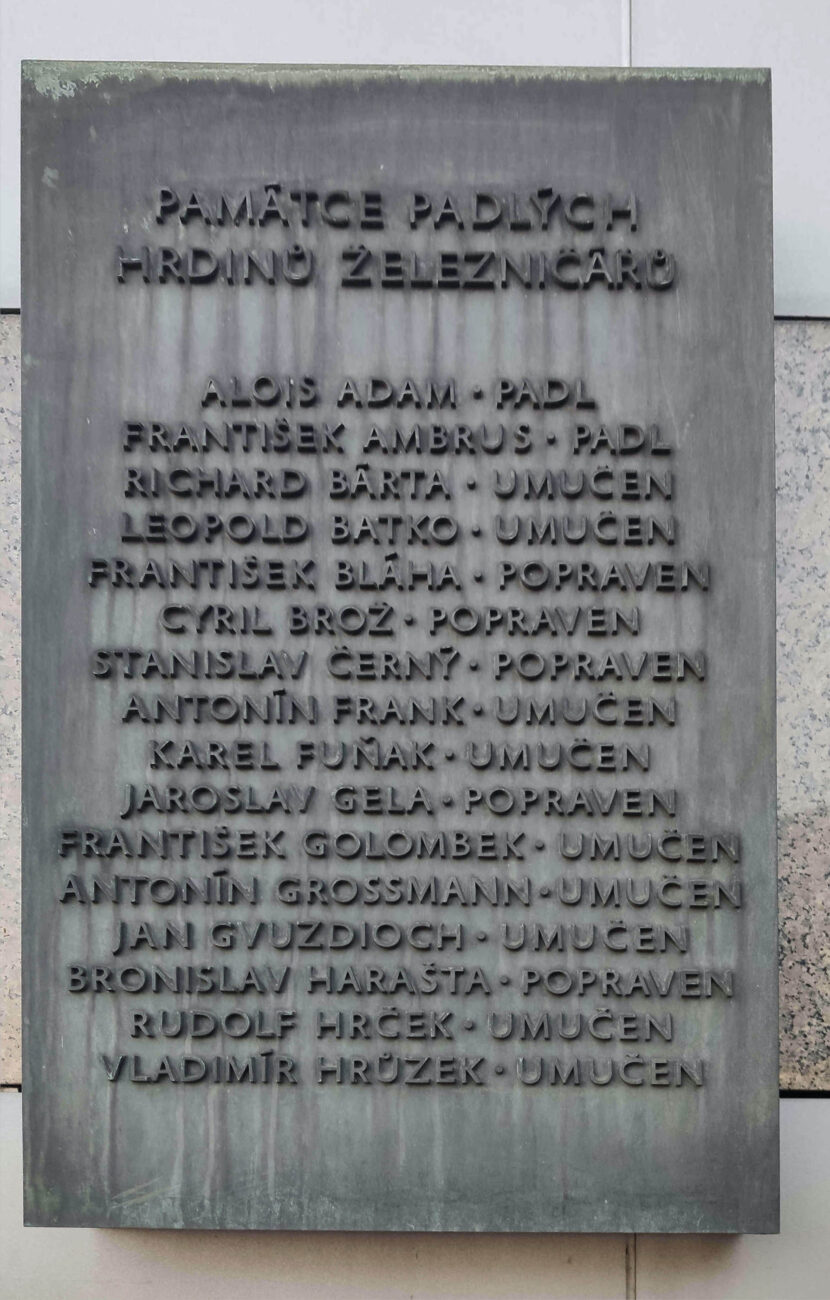 PAMÁTCE PADLÝCH
HRDINŮ ŽELEZNIČÁŘŮ
ALOIS ADAM · PADL
FRANTIŠEK AMBRUS · PADL
RICHARD BÁRTA · UMUČEN
LEOPOLD BATKO · UMUČEN
FRANTIŠEK BLÁHA · POPRAVEN
CYRIL BROŽ · POPRAVEN
STANISLAV ČERNÝ · POPRAVEN
ANTONÍN FRANK · UMUČEN
KAREL FUŇAK · UMUČEN
JAROSLAV GELA · POPRAVEN
FRANTIŠEK GOLOMBEK · UMUČEN
ANTONÍN GROSSMANN · UMUČEN
JAN GVUZDIOCH · UMUČEN
BRONISLAV HARAŠTA · POPRAVEN
RUDOLF HRČEK · UMUČEN
VLADIMÍR HRŮZEK · UMUČEN